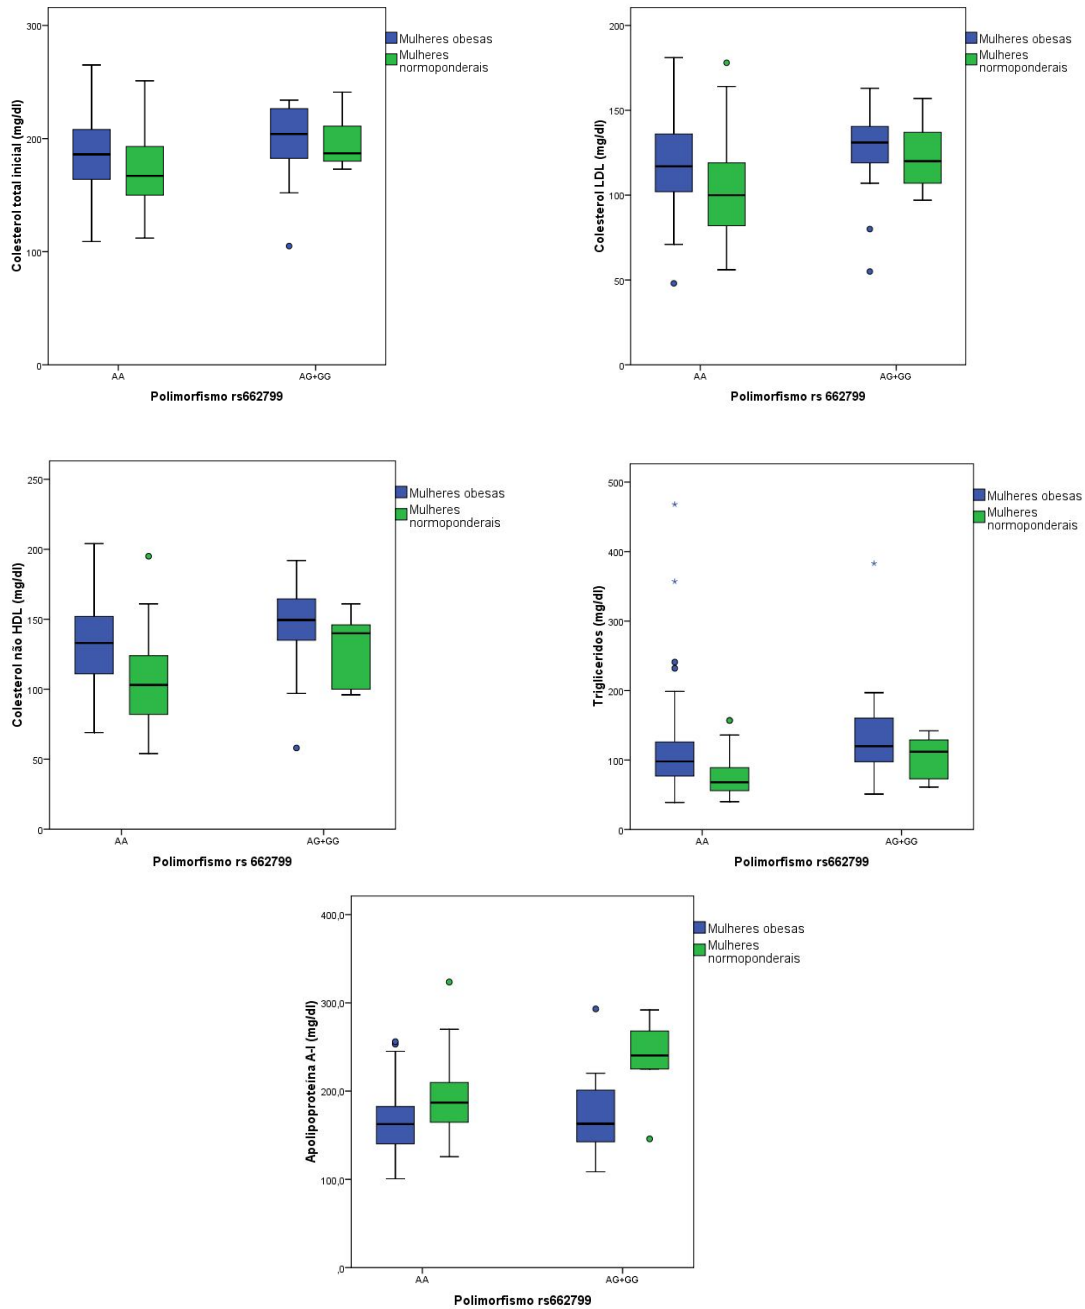 Colesterol total inicial (mg/dl)
300
200
100
0
AA
AG+GG
Polimorfismo rs662799
Mulheres obesas
Mulheres
normoponderais
Colesterol LDL (mg/dl)
200
150
100
50
0
AA
AG+GG
Polimorfismo rs 662799
Mulheres obesas
Mulheres
normoponderais
Colesterol não HDL (mg/dl)
250
200
150
100
50
0
AA
AG+GG
Polimorfismo rs 662799
Mulheres obesas
Mulheres
normoponderais
Trigliceridos (mg/dl)
500
400
300
200
100
0
AA
AG+GG
Polimorfismo rs662799
Mulheres obesas
Mulheres
normoponderais
Apolipoproteína A-I (mg/dl)
400,0
300,0
200,0
100,0
,0
AA
AG+GG
Polimorfismo rs662799
Mulheres obesas
Mulheres
normoponderais